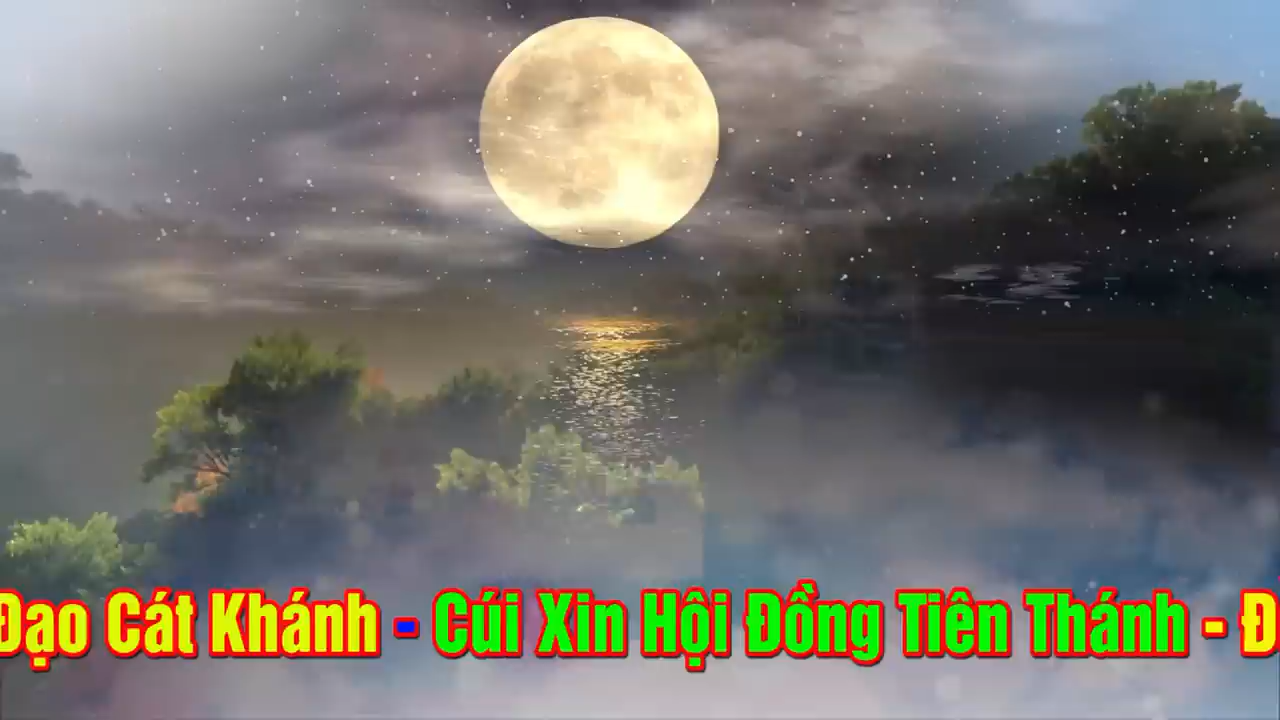 Đạo Cát Khánh - Cúi Xin Hội Đồng Tiên Thánh - Đ